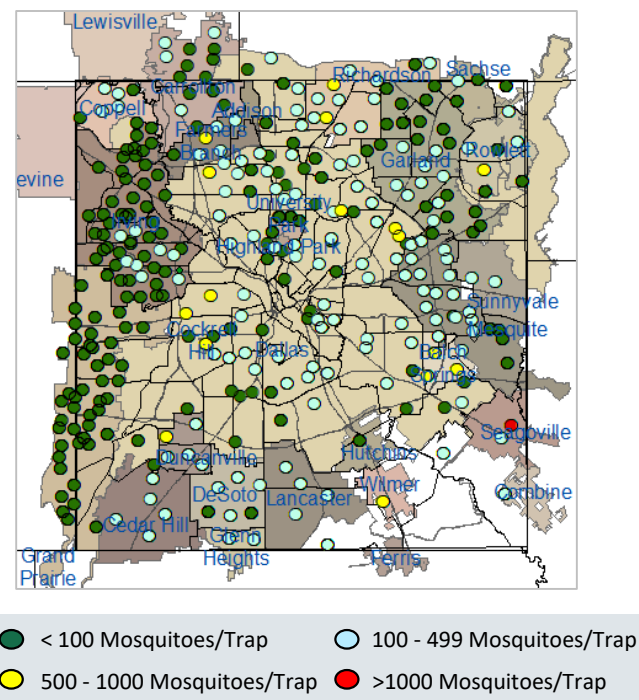 Lewisville
Richardson
Sachse
Carrollton
Coppell
Addison
Farmers
Branch
Garland
Rowlett
evine
University
Park
Irving
Highland Park
Sunnyvale
Mesquite
Cockrell
Hill
Dallas
Balch
Springs
Seagoville
Duncanville
Hutchins
DeSoto
Lancaster
Wilmer
Combine
Cedar Hill
Glenn
Heights
Ferris
Grand
Prairie
< 100 Mosquitoes/Trap
100 - 499 Mosquitoes/Trap
500 - 1000 Mosquitoes/Trap
>1000 Mosquitoes/Trap